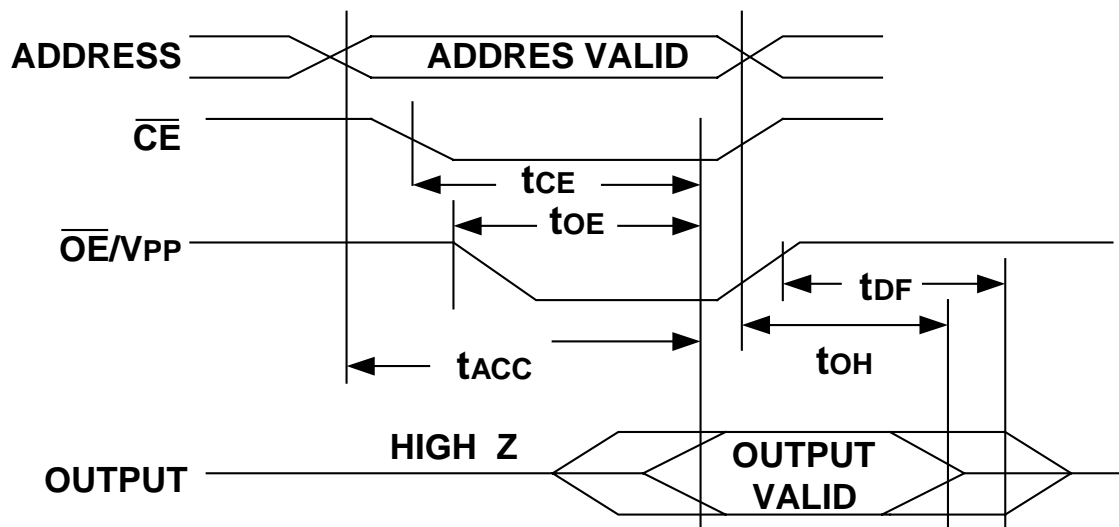 ADDRESS
ADDRES VALID
CE
tCE
tOE
OE/VPP
tDF
tACC
tOH
HIGH Z
OUTPUT
OUTPUT
VALID